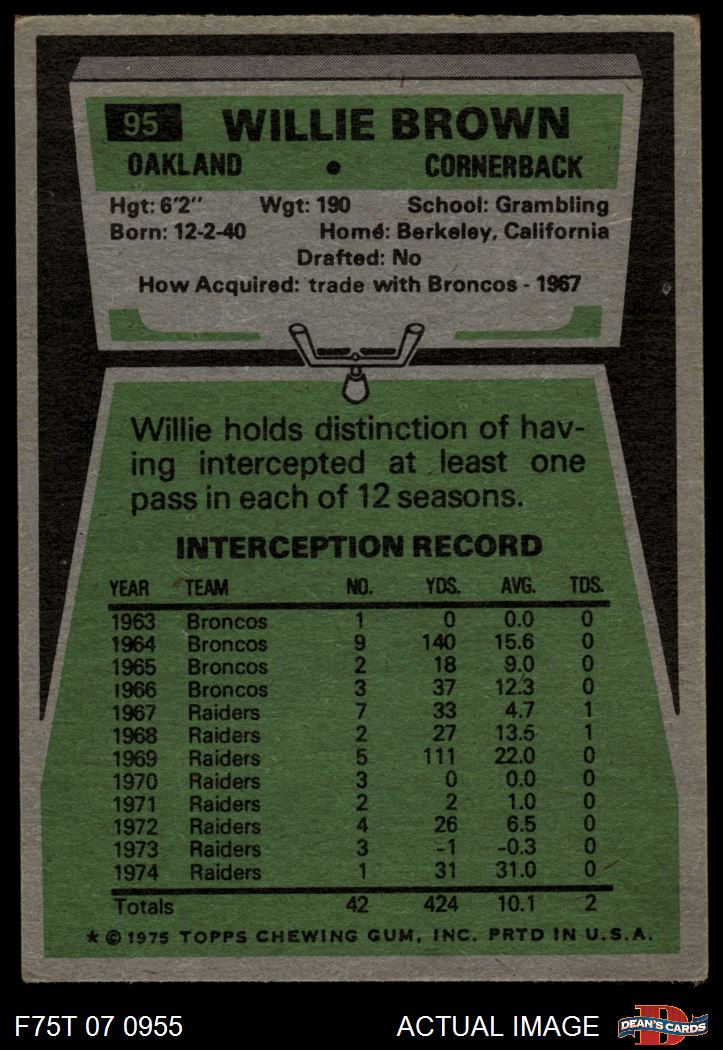 95 WILLIE BROWN
OAKLAND • CORNERBACK
Hgt: 6'2" Wgt: 190 School: Grambling
Born: 12-2-40 Home: Berkeley, California
Drafted: No
How Acquired: trade with Broncos - 1967
Willie holds distinction of hav-
ing intercepted at least one
pass in each of 12 seasons.
INTERCEPTION RECORD
YEAR TEAM NO. YDS. AVG. TDS.
1963 Broncos 1 0 0.0 0
1964 Broncos 9 140 15.6 0
1965 Broncos 2 18 9.0 0
1966 Broncos 3 37 12.3 0
1967 Raiders 7 33 4.7 1
1968 Raiders 2 27 13.5 1
1969 Raiders 5 111 22.0 0
1970 Raiders 3 0 0.0 0
1971 Raiders 2 2 1.0 0
1972 Raiders 4 26 6.5 0
1973 Raiders 3 -1 -0.3 0
1974 Raiders 1 31 31.0 0
Totals 42 424 10.1 2
* © 1975 TOPPS CHEWING GUM, INC. PRTD IN U.S.A.
F75T 07 0955 ACTUAL IMAGE D DEAN'S CARDS